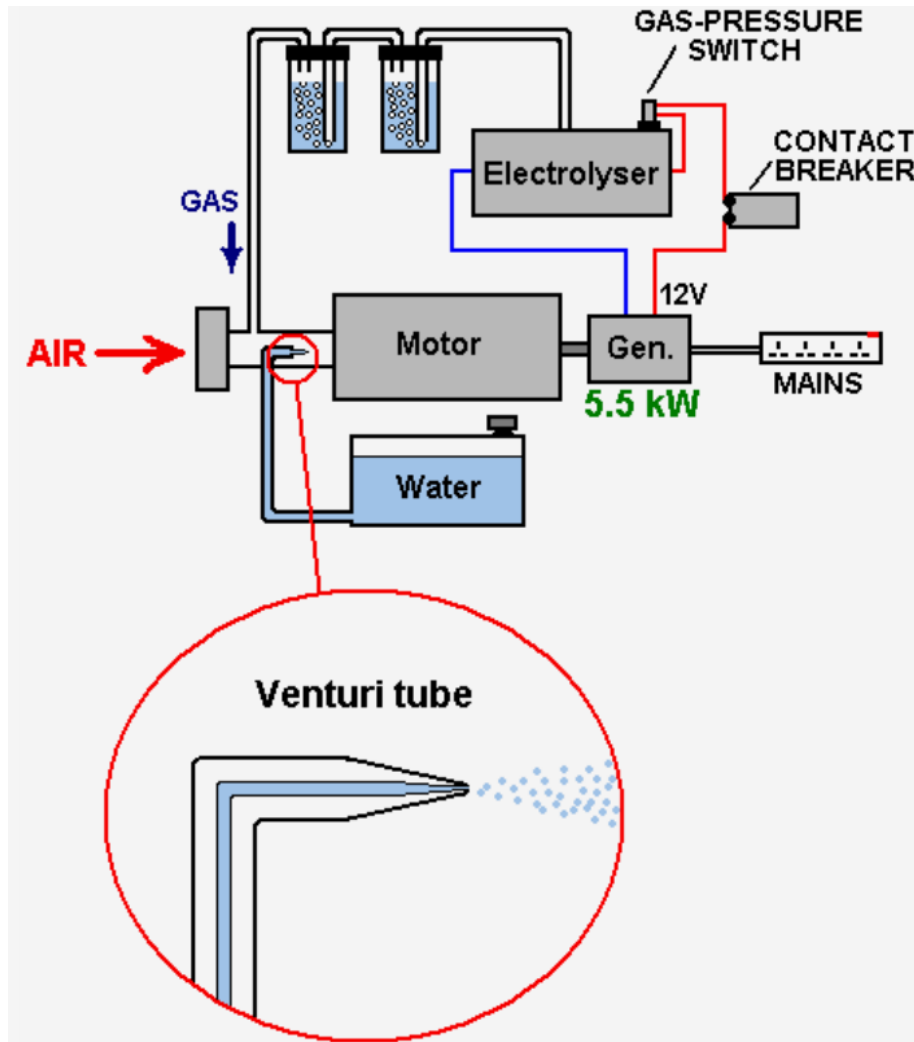 GAS-PRESSURE
SWITCH
CONTACT
BREAKER
Electrolyser
GAS
12V
AIR
Motor
Gen.
MAINS
5.5 kW
Water
Venturi tube